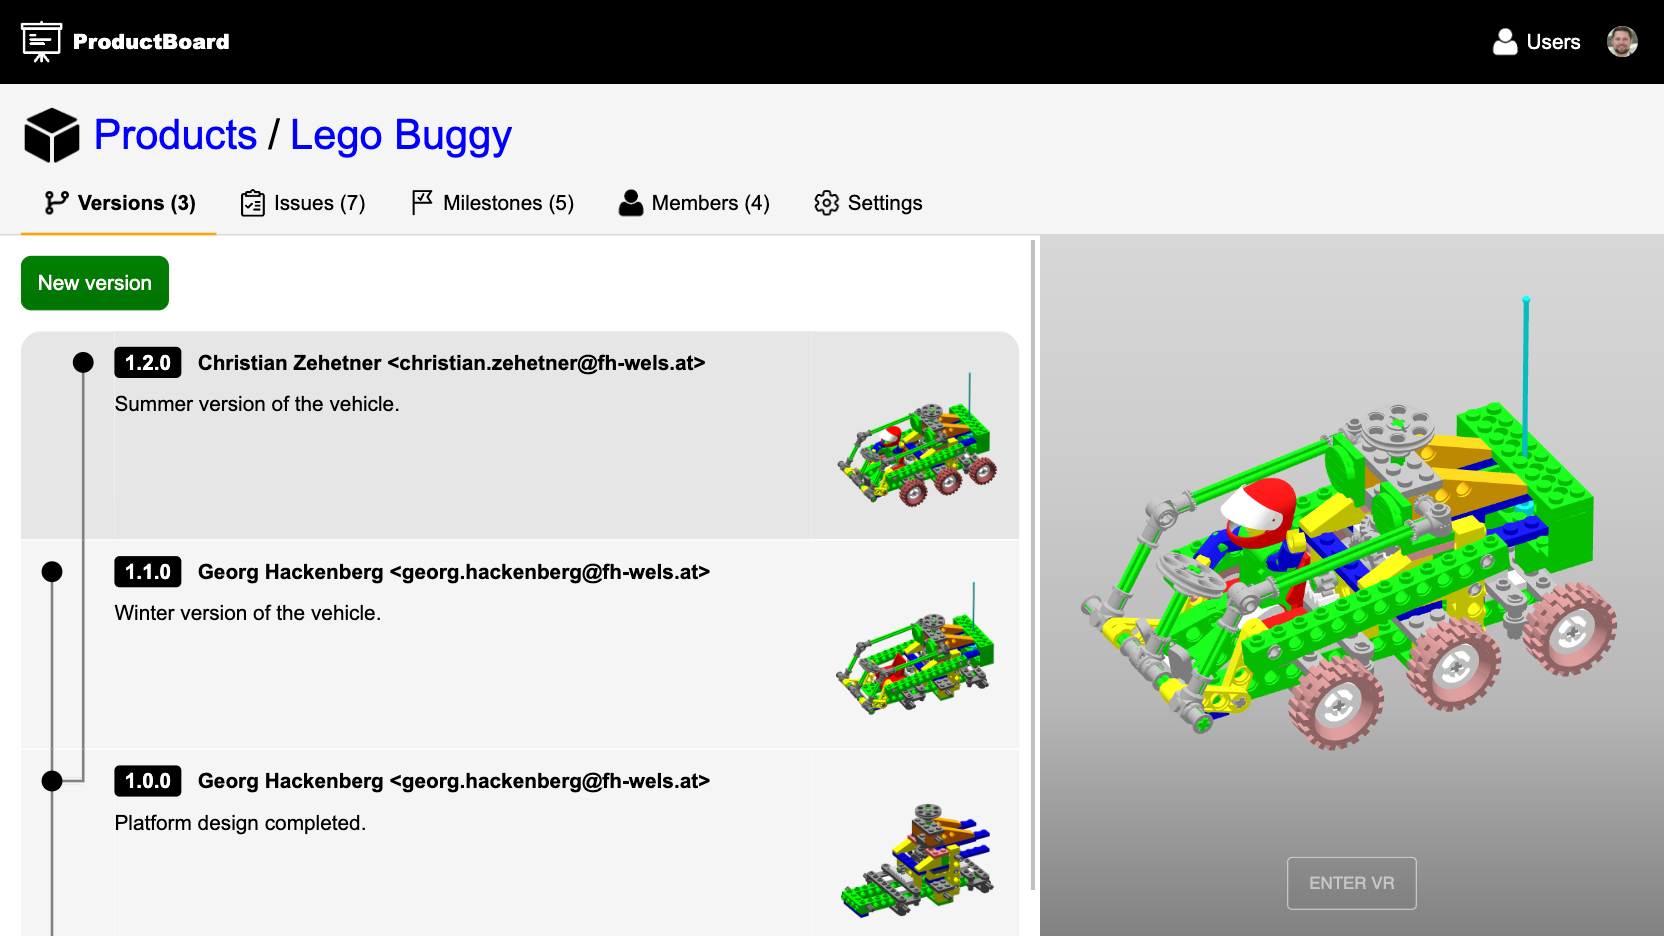 ProductBoard
Users
Products / Lego Buggy
Versions (3)
Issues (7)
Milestones (5)
Members (4)
Settings
New version
1.2.0 Christian Zehetner <christian.zehetner@fh-wels.at>
Summer version of the vehicle.
1.1.0 Georg Hackenberg <georg.hackenberg@fh-wels.at>
Winter version of the vehicle.
1.0.0 Georg Hackenberg <georg.hackenberg@fh-wels.at>
Platform design completed.
ENTER VR